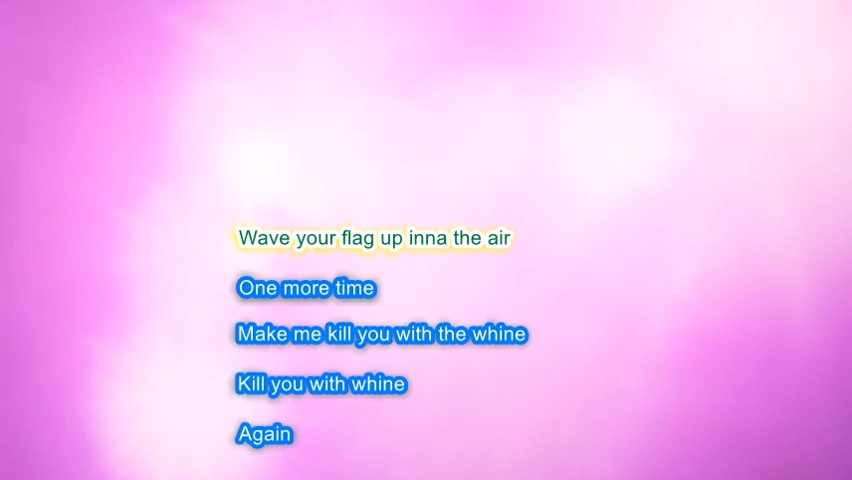 Wave your flag up inna the air
One more time
Make me kill you with the whine
Kill you with whine
Again